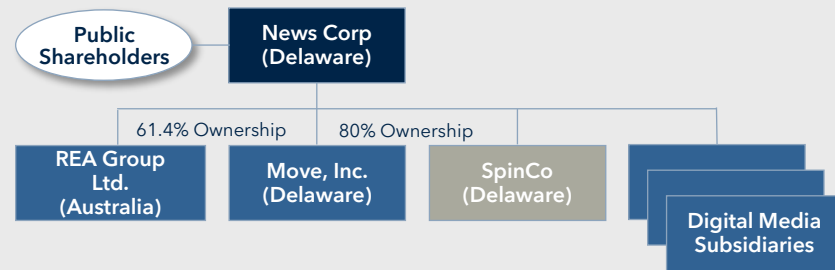 Public
Shareholders
News Corp
(Delaware)
61.4% Ownership
80% Ownership
REA Group
Ltd.
(Australia)
Move, Inc.
(Delaware)
SpinCo
(Delaware)
Digital Media
Subsidiaries